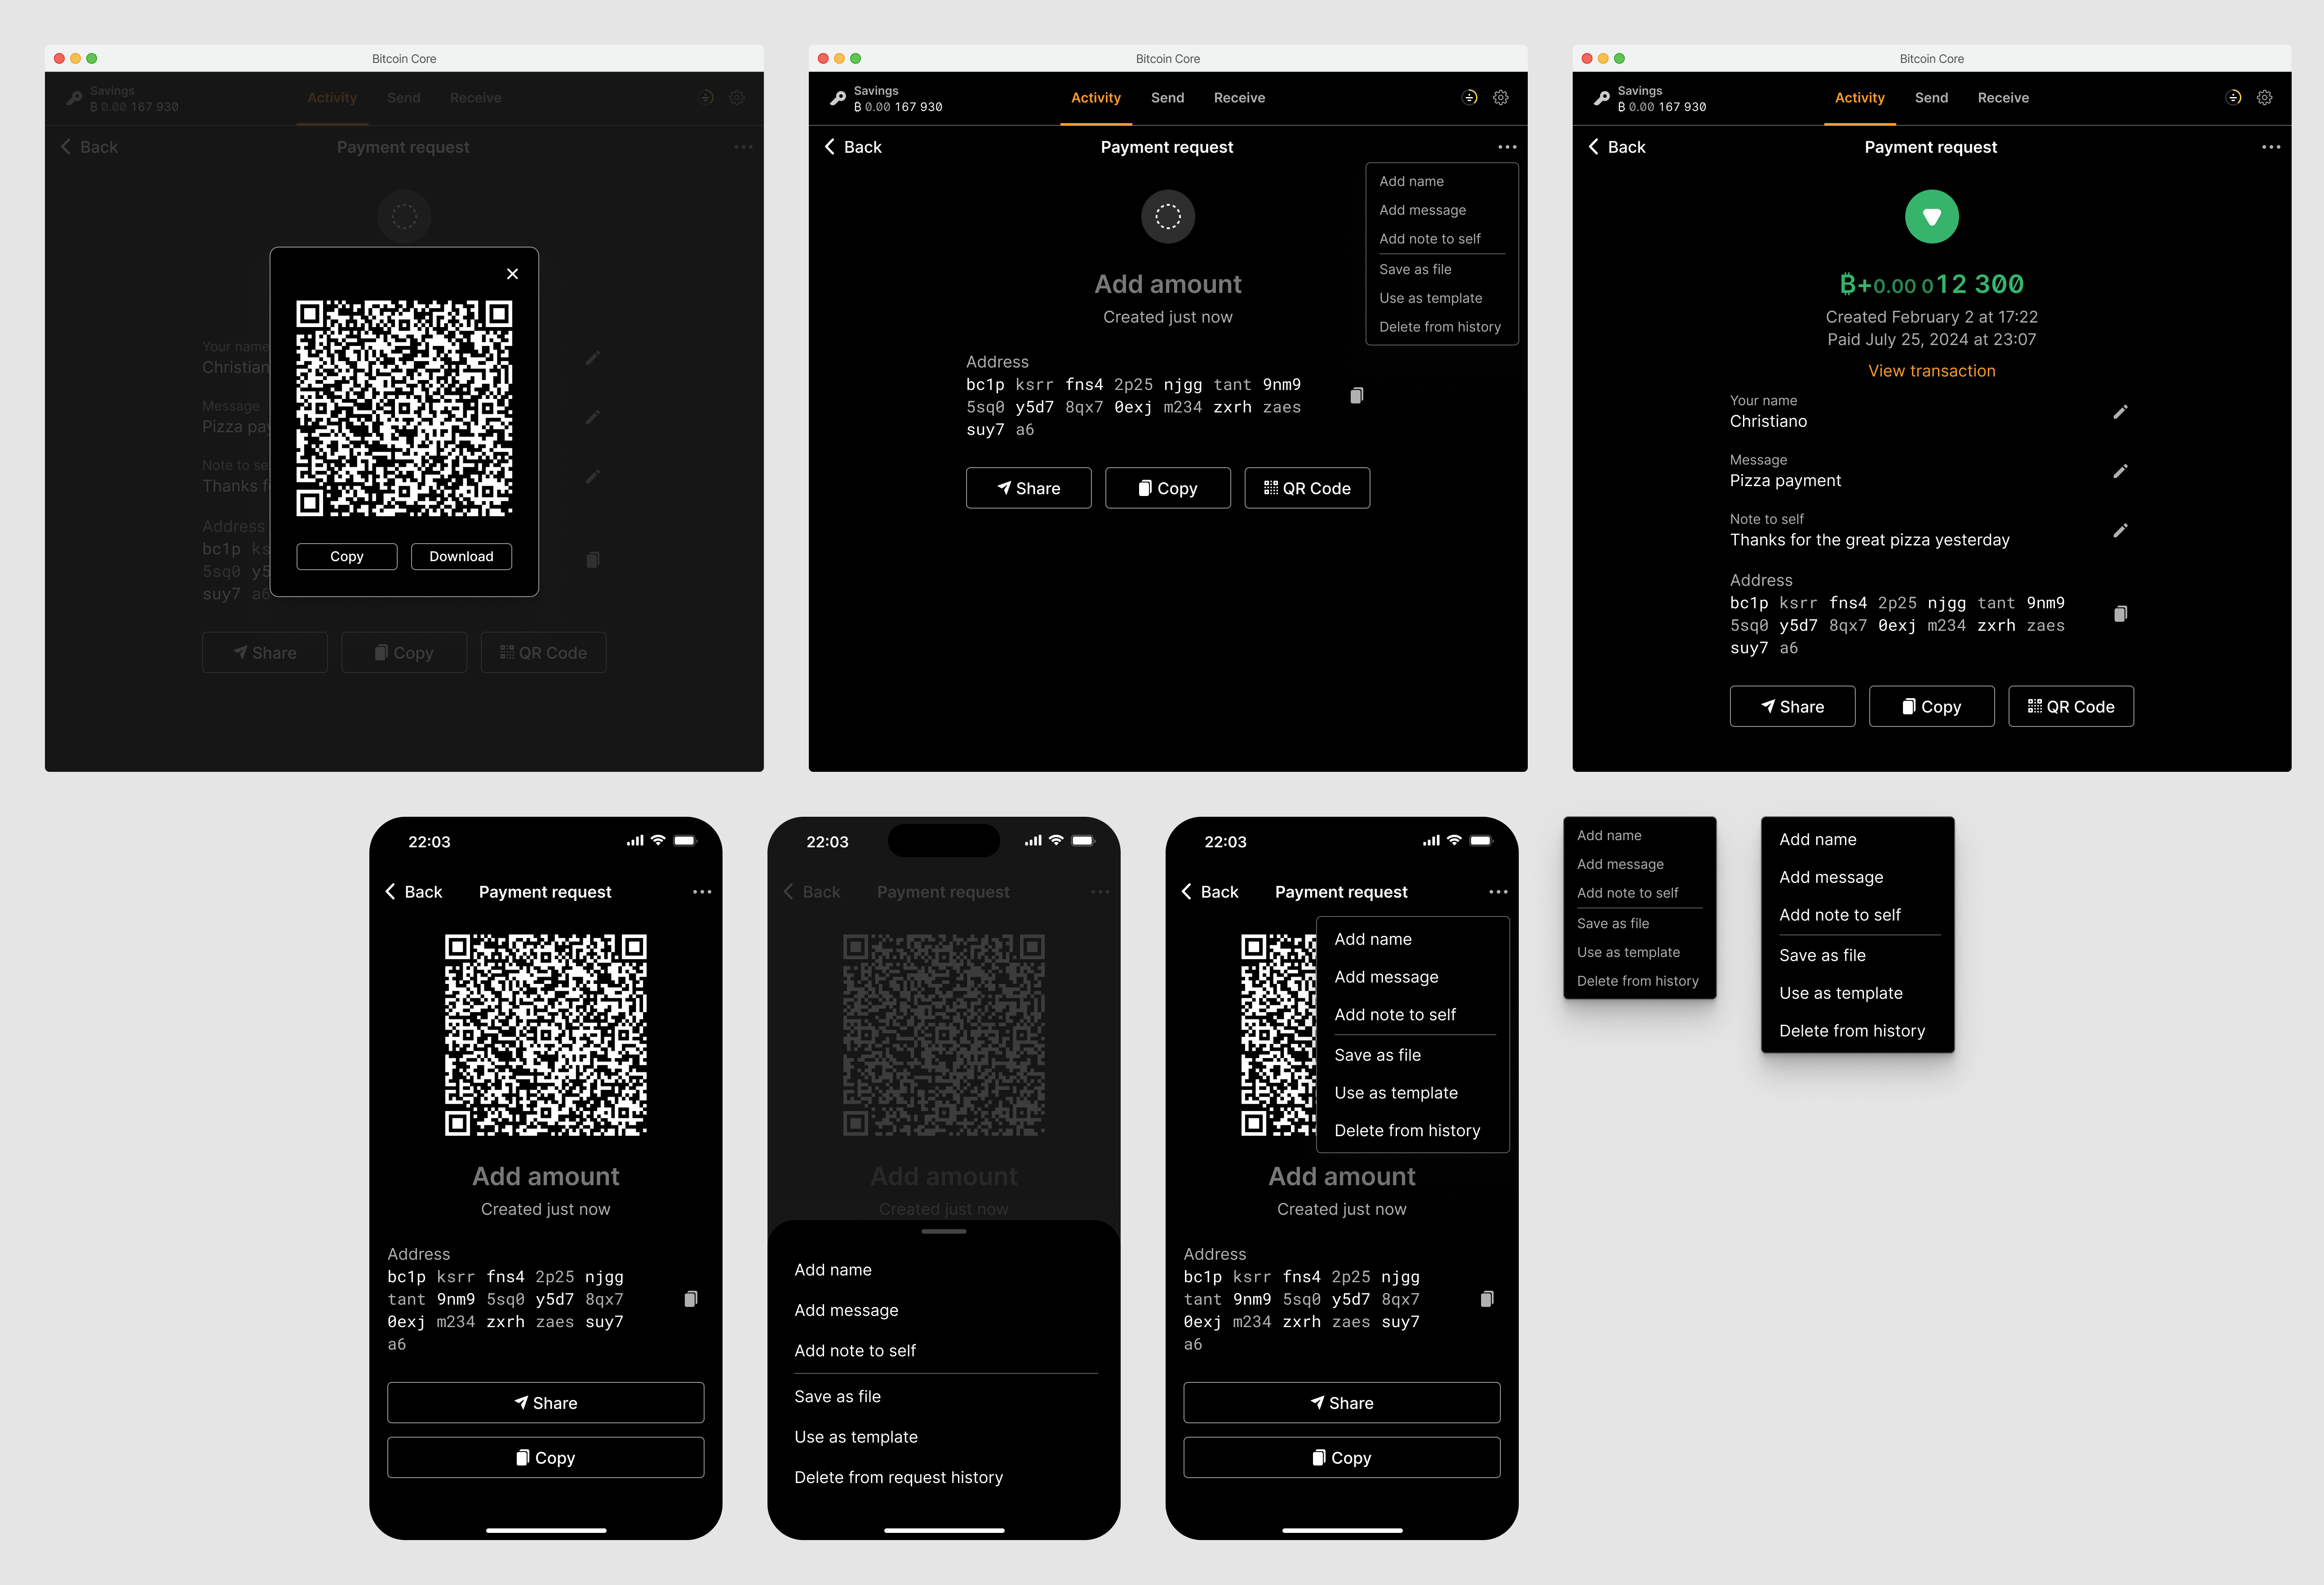 Bitcoin Core
Savings
₿ 0.00 167 930
Activity
Send
Receive
Back
Payment request
Your name
Christian
Message
Pizza pay
Note to se
Thanks f
Address
bc1p ks
5sq0 y5
suy7 a6
Copy
Download
Share
Copy
QR Code
Bitcoin Core
Savings
₿ 0.00 167 930
Activity
Send
Receive
Back
Payment request
Add name
Add message
Add note to self
Save as file
Use as template
Delete from history
Add amount
Created just now
Address
bc1p ksrr fns4 2p25 njgg tant 9nm9
5sq0 y5d7 8qx7 0exj m234 zxrh zaes
suy7 a6
Share
Copy
QR Code
Bitcoin Core
Savings
₿ 0.00 167 930
Activity
Send
Receive
Back
Payment request
₿+0.00 012 300
Created February 2 at 17:22
Paid July 25, 2024 at 23:07
View transaction
Your name
Christiano
Message
Pizza payment
Note to self
Thanks for the great pizza yesterday
Address
bc1p ksrr fns4 2p25 njgg tant 9nm9
5sq0 y5d7 8qx7 0exj m234 zxrh zaes
suy7 a6
Share
Copy
QR Code
22:03
Back
Payment request
Add amount
Created just now
Address
bc1p ksrr fns4 2p25 njgg
tant 9nm9 5sq0 y5d7 8qx7
0exj m234 zxrh zaes suy7
a6
Share
Copy
22:03
Back
Payment request
Add amount
Created just now
Add name
Add message
Add note to self
Save as file
Use as template
Delete from request history
22:03
Back
Payment request
Add name
Add message
Add note to self
Save as file
Use as template
Delete from history
Add amount
Created just now
Address
bc1p ksrr fns4 2p25 njgg
tant 9nm9 5sq0 y5d7 8qx7
0exj m234 zxrh zaes suy7
a6
Share
Copy
Add name
Add message
Add note to self
Save as file
Use as template
Delete from history
Add name
Add message
Add note to self
Save as file
Use as template
Delete from history